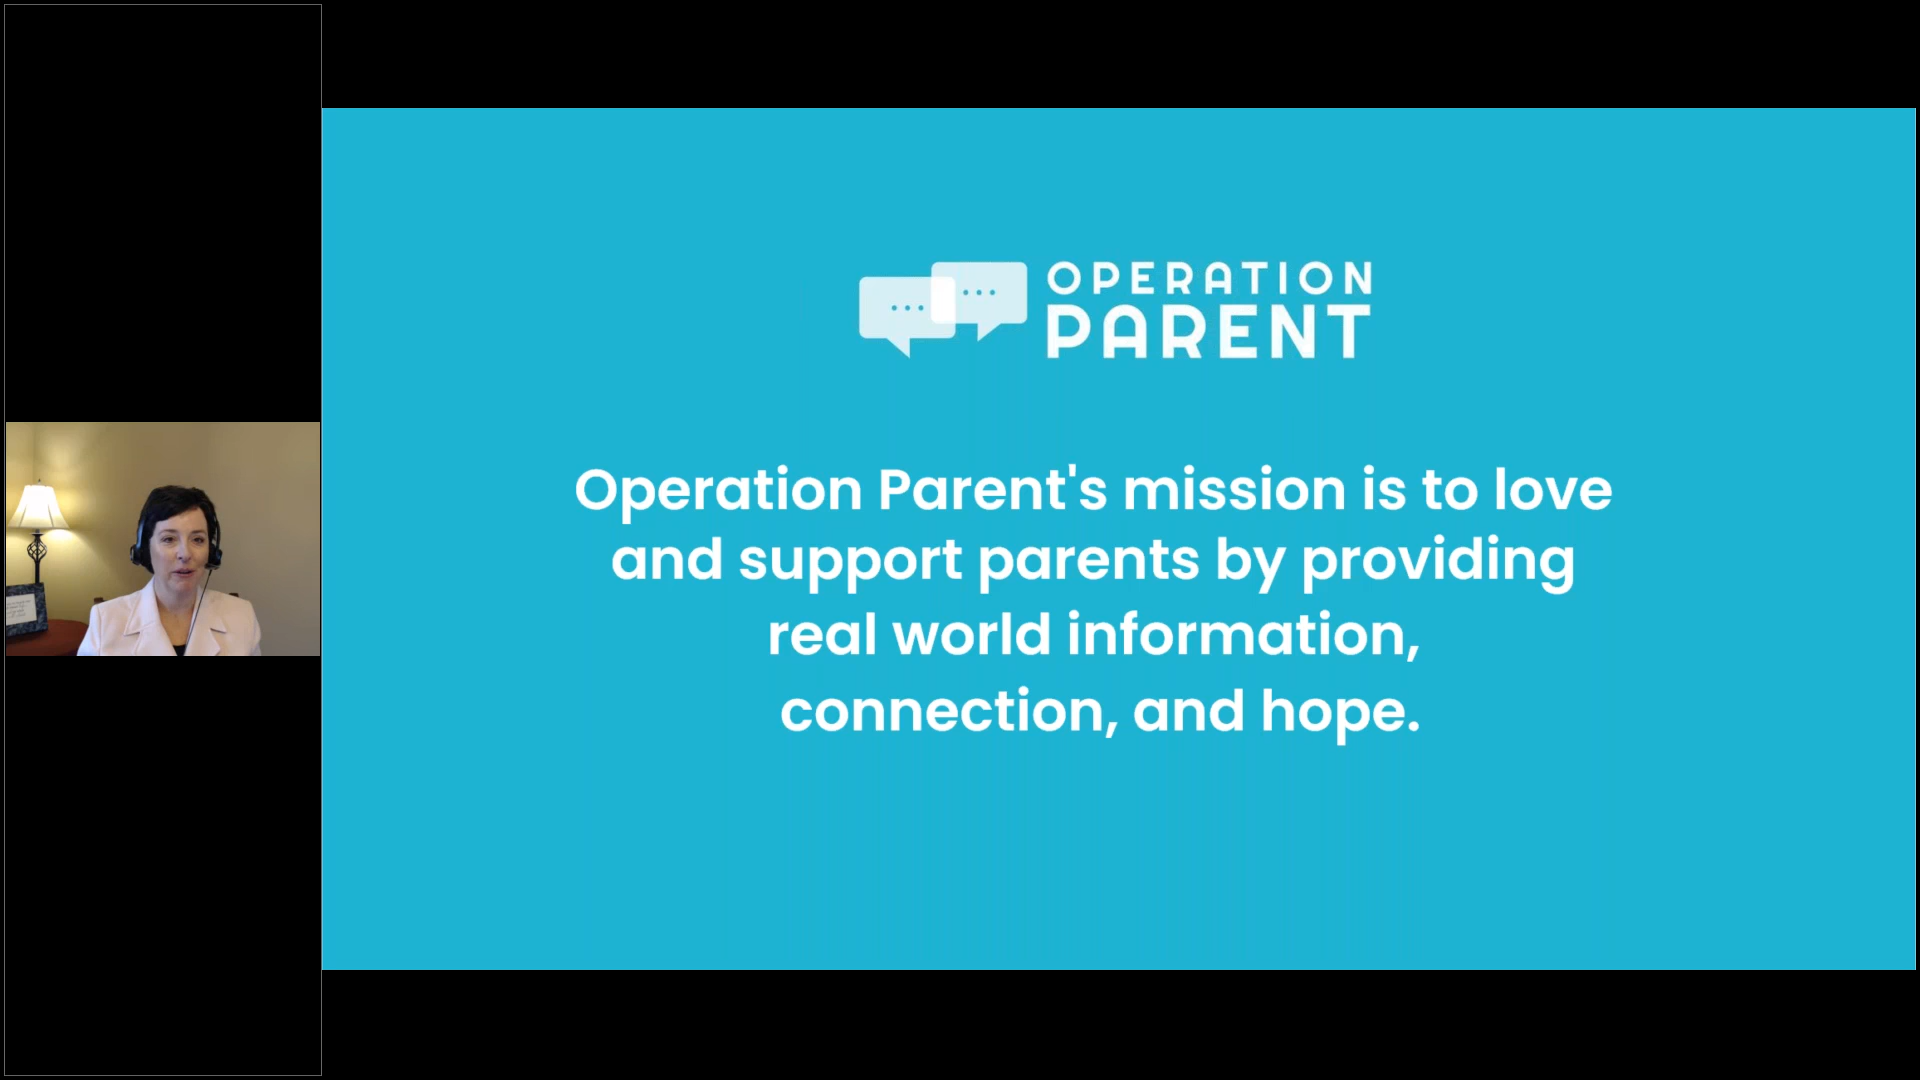 OPERATION
PARENT
Operation Parent's mission is to love
and support parents by providing
real world information,
connection, and hope.